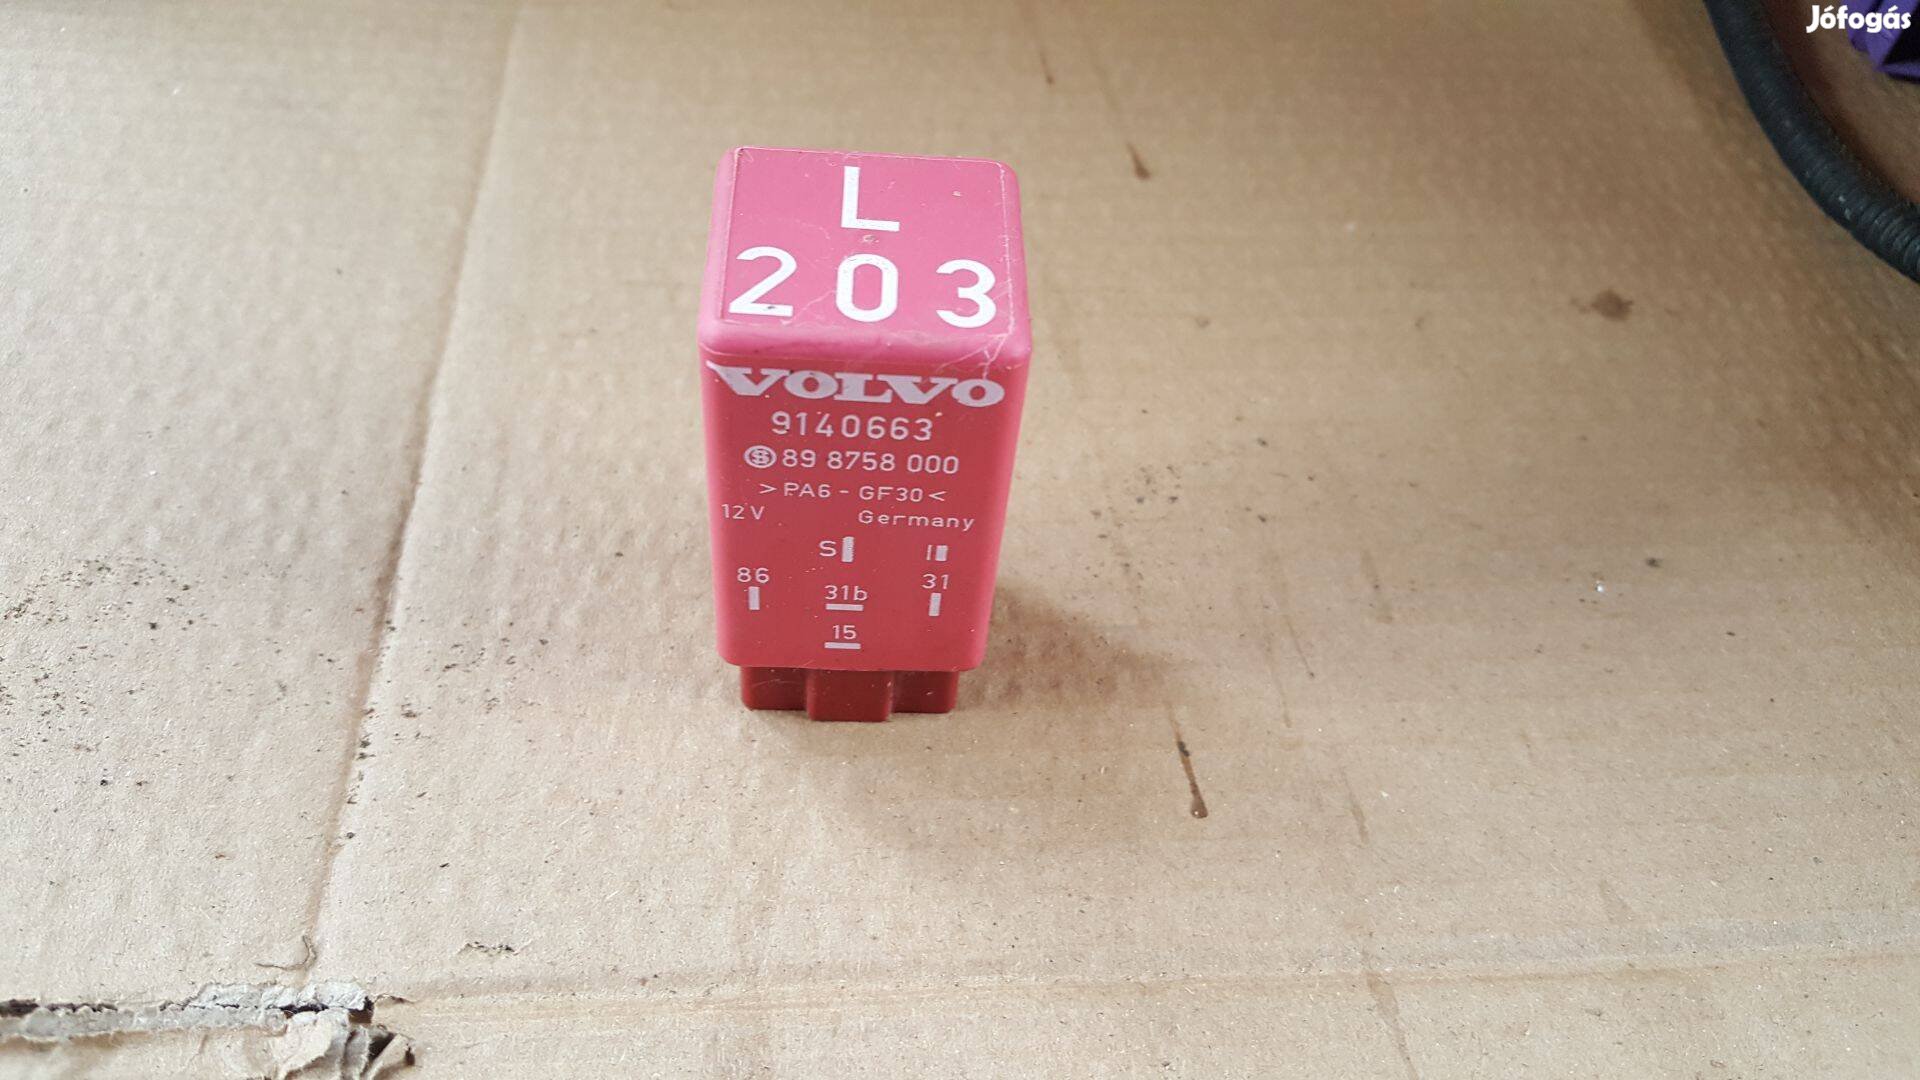 Jófogás
L
203
VOLVO
9140663
S 89 8758 000
>PA6-GF30<
12V Germany
S I
86 31b 31
15